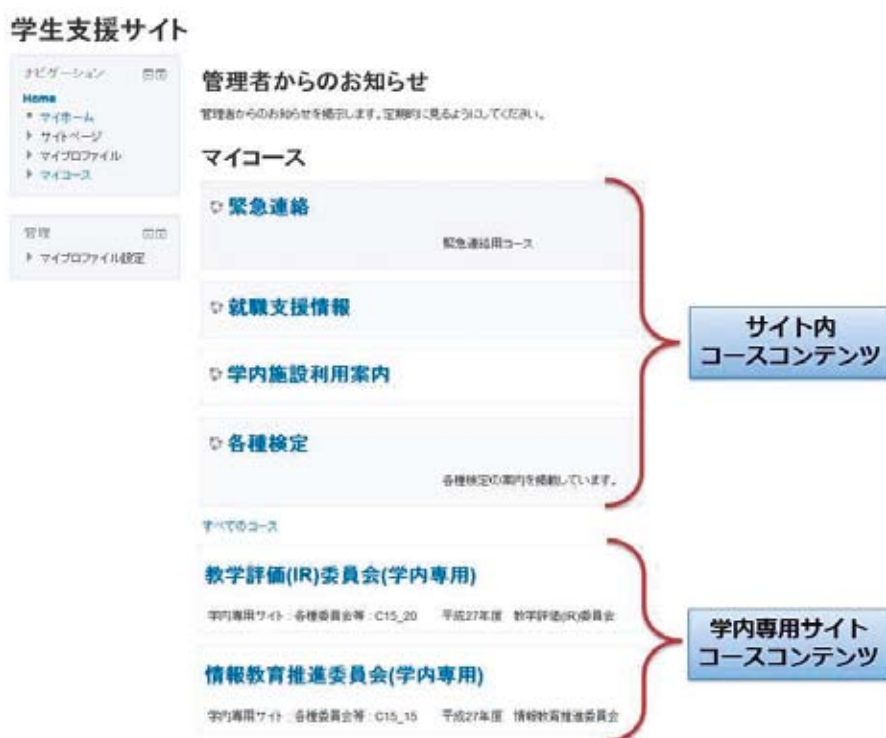 学生支援サイト
ナビゲーション
Home
マイホーム
サイトページ
マイプロファイル
マイコース
管理
マイプロファイル設定
管理者からのお知らせ
管理者からのお知らせを掲示します。定期的に見るようにしてください。
マイコース
緊急連絡
緊急連絡用コース
就職支援情報
学内施設利用案内
各種検定
各種検定の案内を掲載しています。
すべてのコース
教学評価(IR)委員会(学内専用)
学内専用サイト : 各種委員会等 : C15_20 平成27年度 教学評価(IR)委員会
情報教育推進委員会(学内専用)
学内専用サイト : 各種委員会等 : C15_15 平成27年度 情報教育推進委員会
サイト内
コースコンテンツ
学内専用サイト
コースコンテンツ